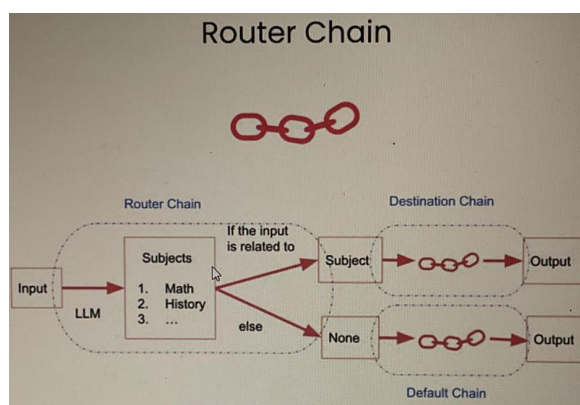 Router Chain
Router Chain
Destination Chain
Input
LLM
Subjects
1. Math
2. History
3. ...
If the input
is related to
else
Subject
Output
None
Output
Default Chain